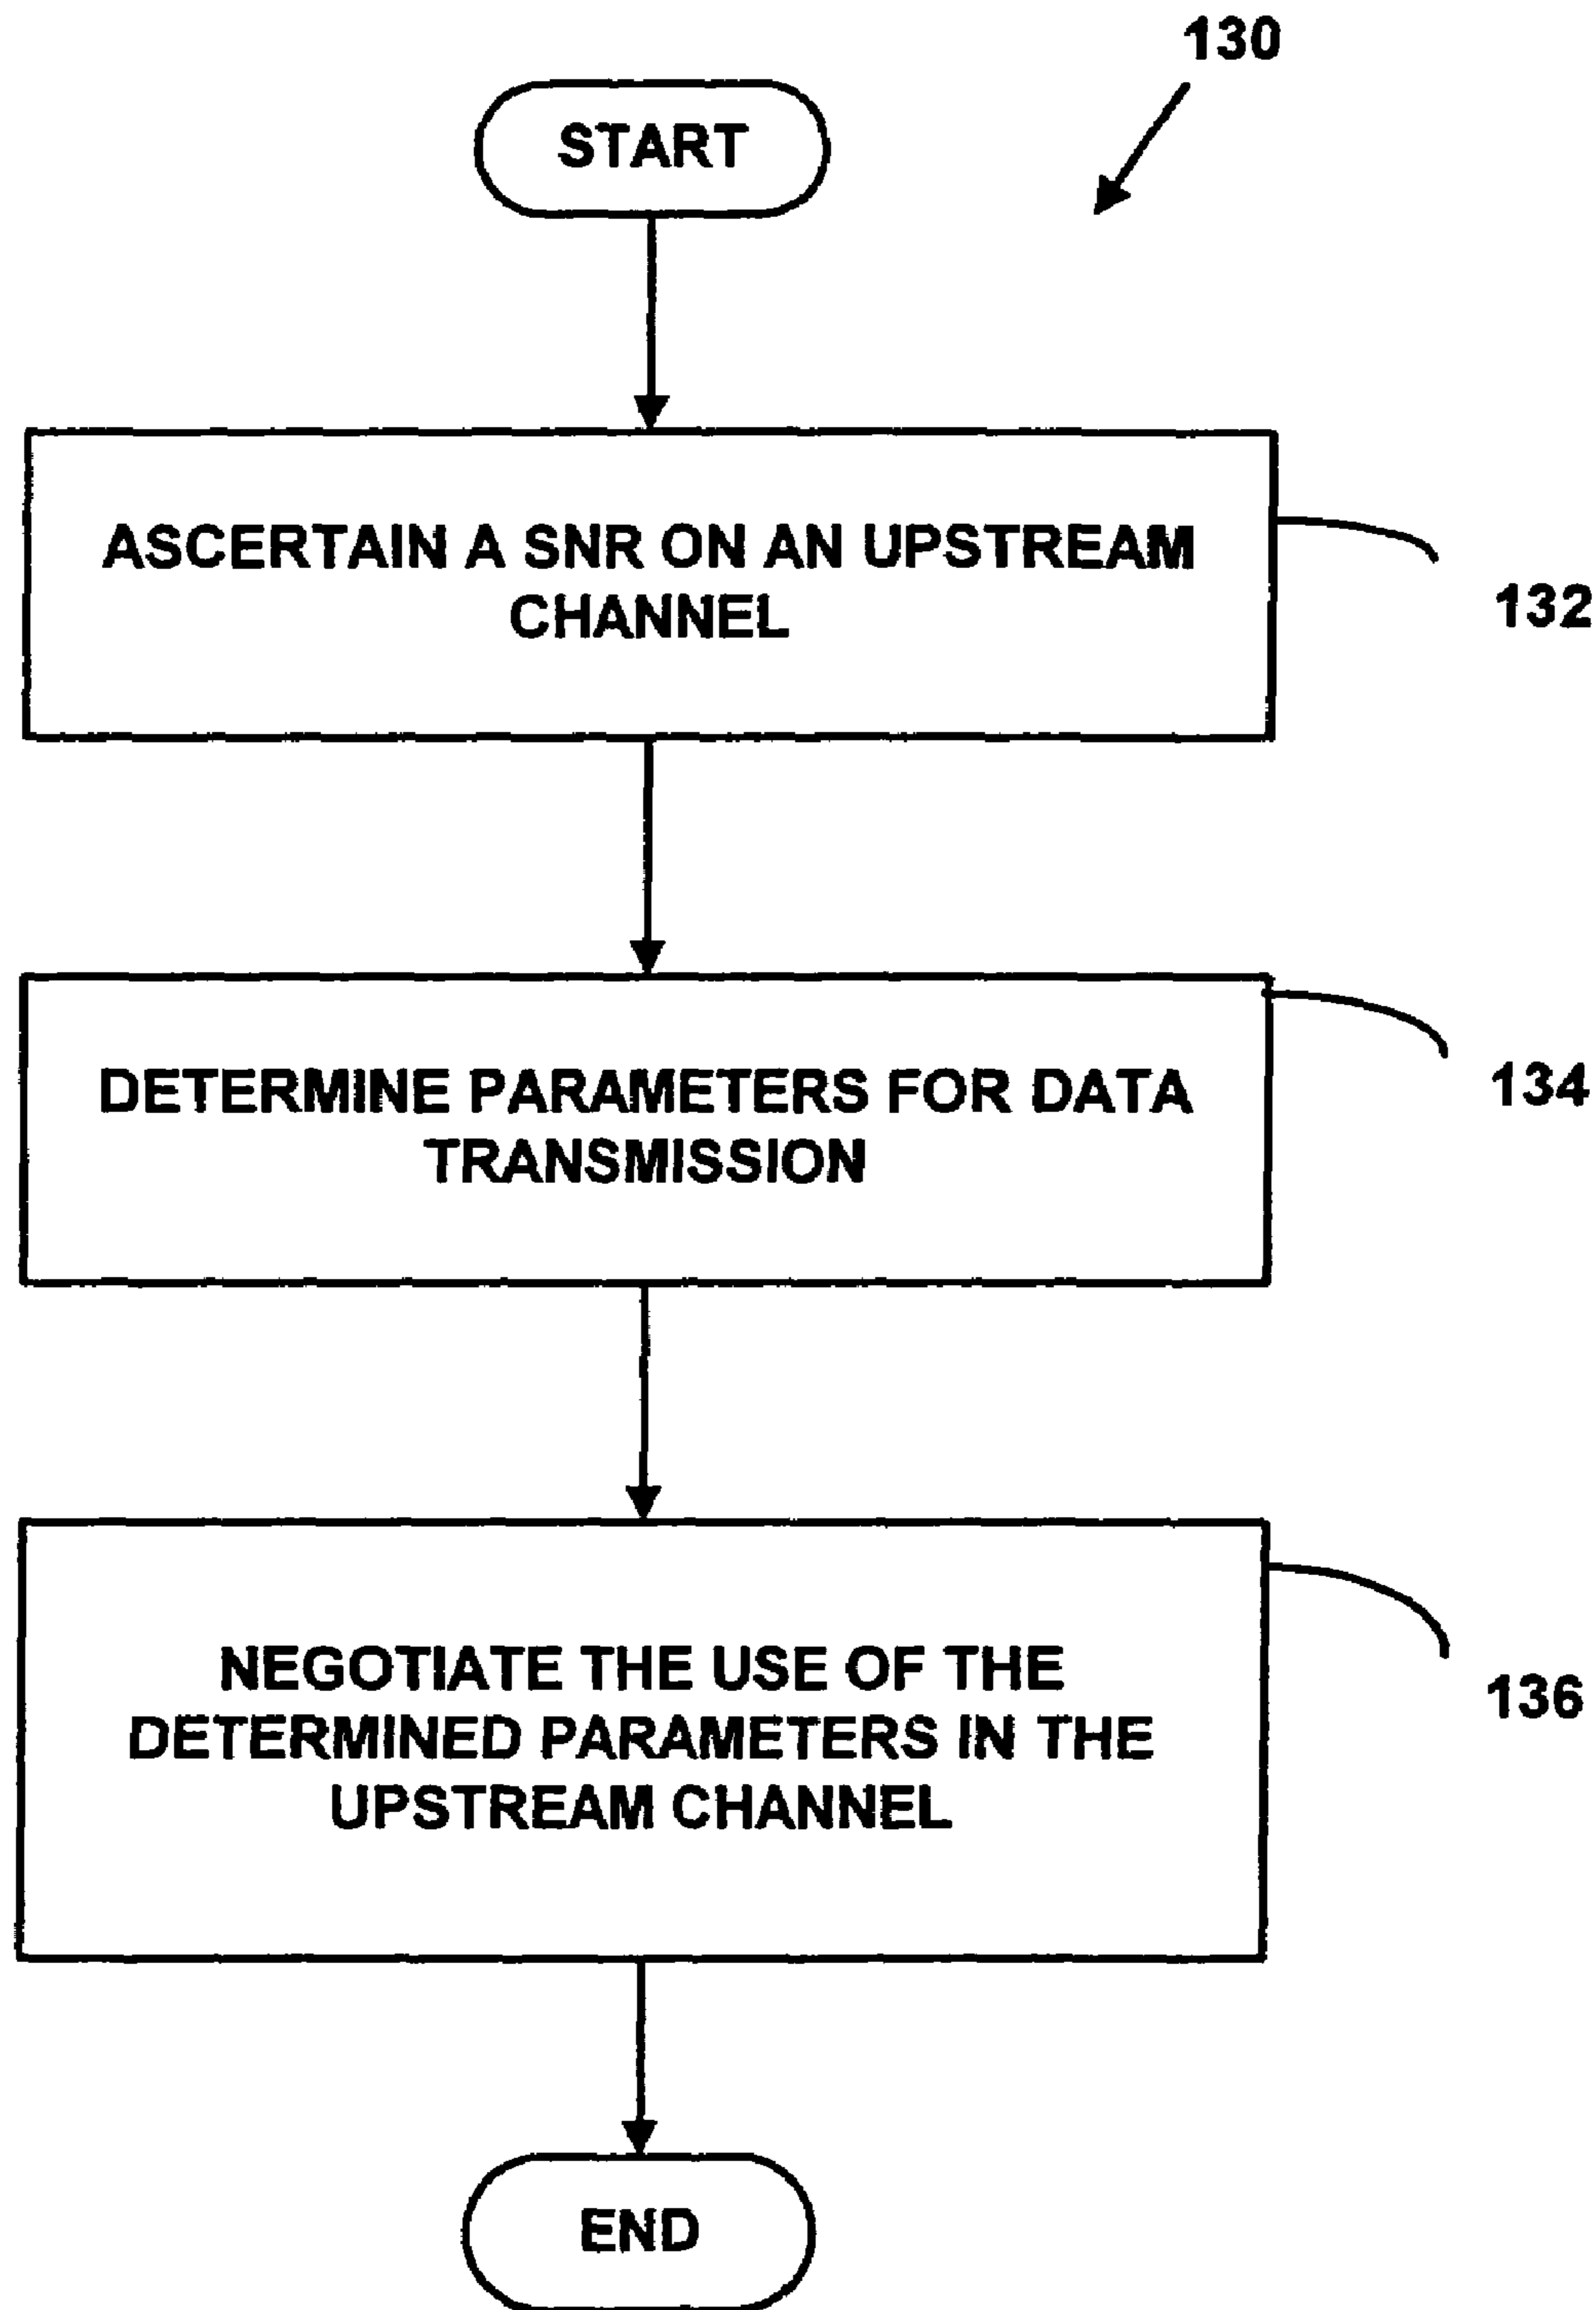 130
START
ASCERTAIN A SNR ON AN UPSTREAM
CHANNEL
132
DETERMINE PARAMETERS FOR DATA
TRANSMISSION
134
NEGOTIATE THE USE OF THE
DETERMINED PARAMETERS IN THE
UPSTREAM CHANNEL
136
END